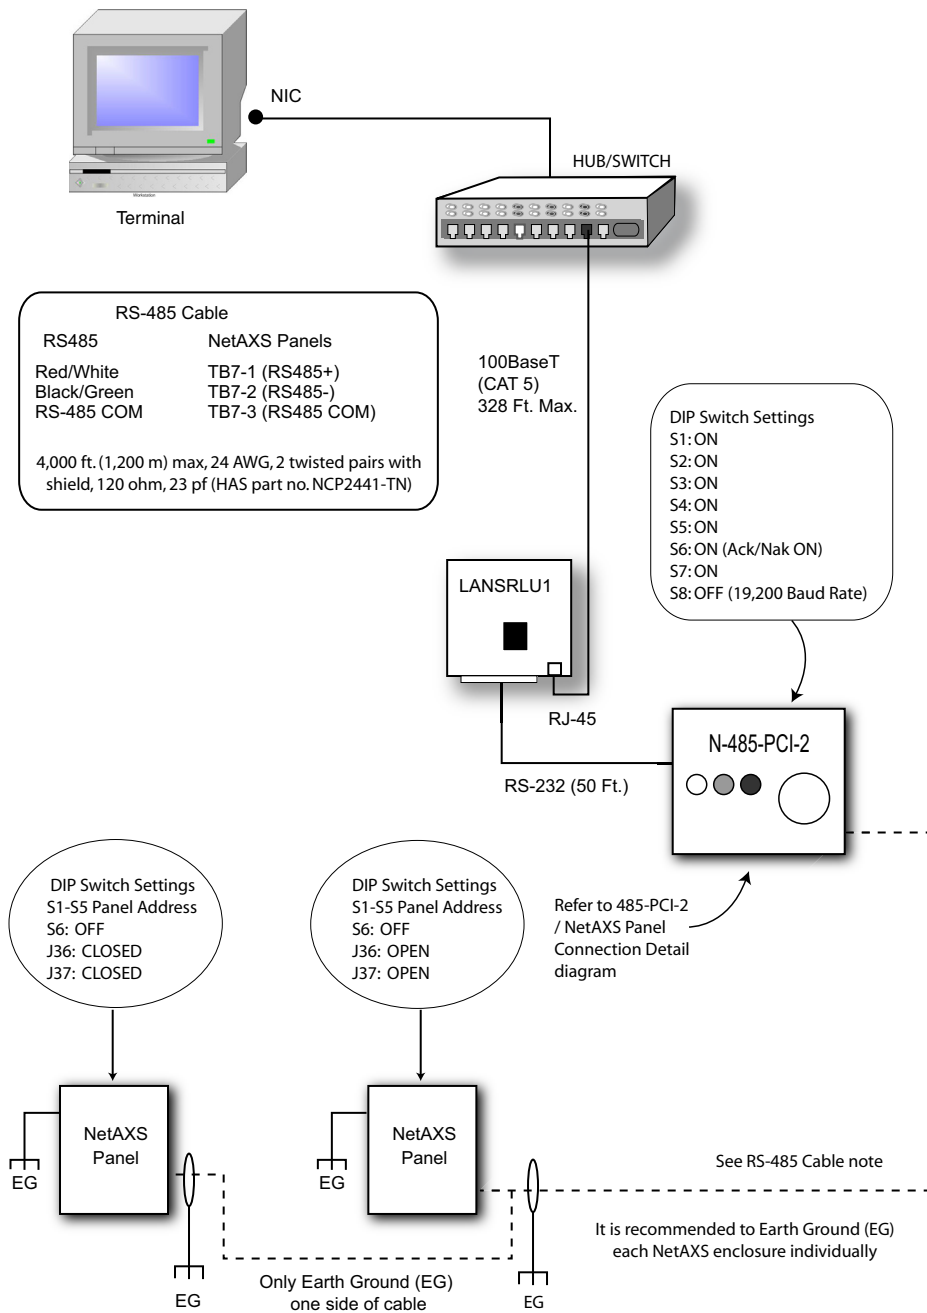 NIC
HUB/SWITCH
Workstation
Terminal
RS-485 Cable
RS485 NetAXS Panels
Red/White TB7-1 (RS485+)
Black/Green TB7-2 (RS485-)
RS-485 COM TB7-3 (RS485 COM)
4,000 ft. (1,200 m) max, 24 AWG, 2 twisted pairs with
shield, 120 ohm, 23 pf (HAS part no. NCP2441-TN)
100BaseT
(CAT 5)
328 Ft. Max.
DIP Switch Settings
S1: ON
S2: ON
S3: ON
S4: ON
S5: ON
S6: ON (Ack/Nak ON)
S7: ON
S8: OFF (19,200 Baud Rate)
LANSRLU1
RJ-45
RS-232 (50 Ft.)
N-485-PCI-2
Refer to 485-PCI-2
/ NetAXS Panel
Connection Detail
diagram
DIP Switch Settings
S1-S5 Panel Address
S6: OFF
J36: CLOSED
J37: CLOSED
DIP Switch Settings
S1-S5 Panel Address
S6: OFF
J36: OPEN
J37: OPEN
NetAXS
Panel
EG
EG
NetAXS
Panel
EG
EG
See RS-485 Cable note
It is recommended to Earth Ground (EG)
each NetAXS enclosure individually
Only Earth Ground (EG)
one side of cable